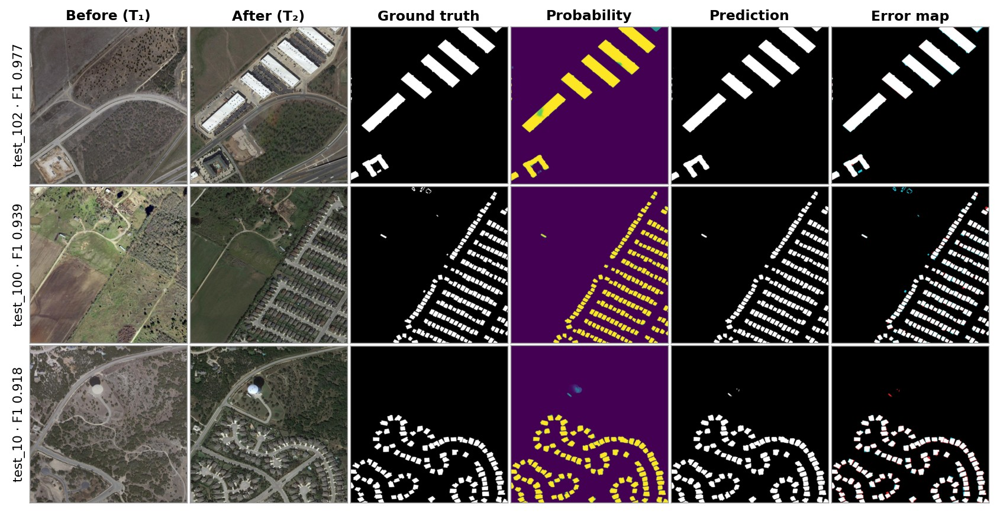 Before (T₁) After (T₂) Ground truth Probability Prediction Error map
test_102 · F1 0.977
test_100 · F1 0.939
test_10 · F1 0.918